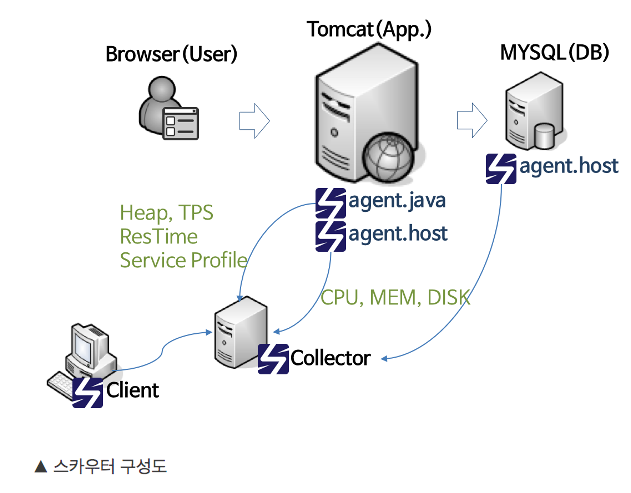 Tomcat(App.)
Browser(User)
MYSQL(DB)
agent.host
agent.java
agent.host
Heap, TPS
ResTime
Service Profile
CPU, MEM, DISK
Collector
Client
▲ 스카우터 구성도